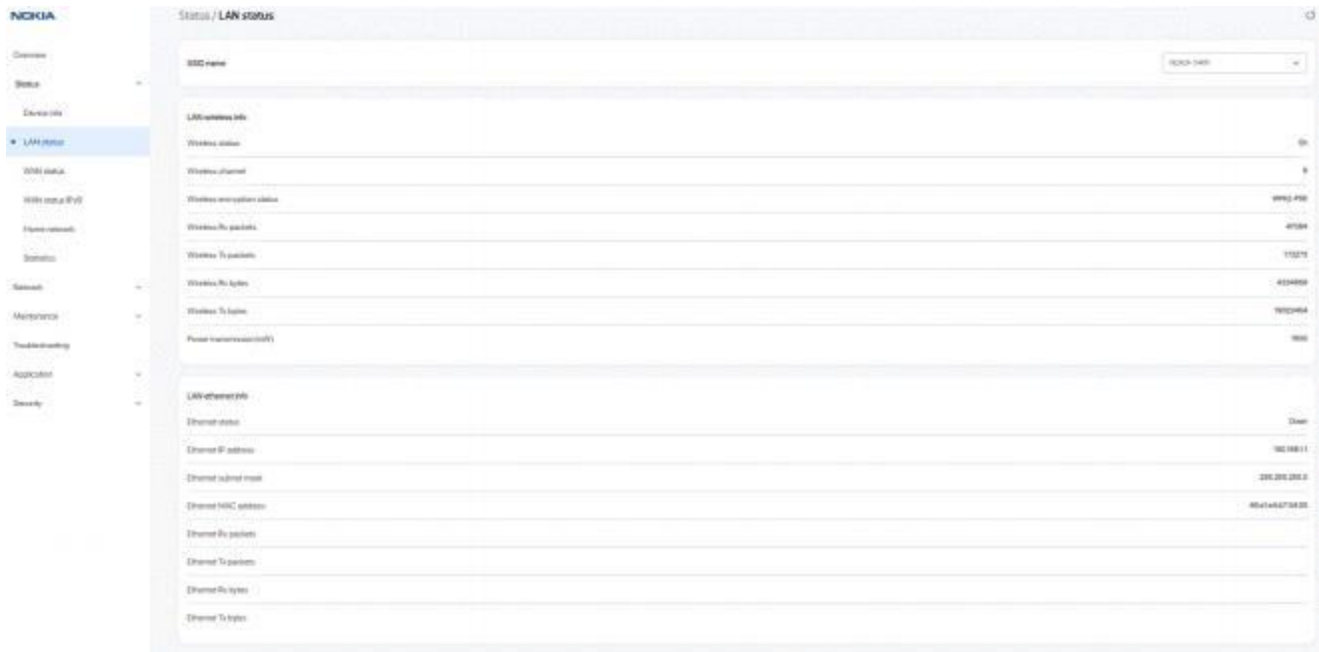 NOKIA
Status / LAN status
Overview
SSID name
Status
Device info
LAN wireless info
LAN status
Wireless status
On
WAN status
Wireless channel
WAN status IPv6
Wireless encryption status
Home network
Wireless Rx packets
Statistics
Wireless Tx packets
Network
Wireless Rx bytes
Maintenance
Wireless Tx bytes
Troubleshooting
Power transmission (mW)
Application
LAN ethernet info
Security
Ethernet status
Down
Ethernet IP address
Ethernet subnet mask
255.255.255.0
Ethernet MAC address
Ethernet Rx packets
Ethernet Tx packets
Ethernet Rx bytes
Ethernet Tx bytes